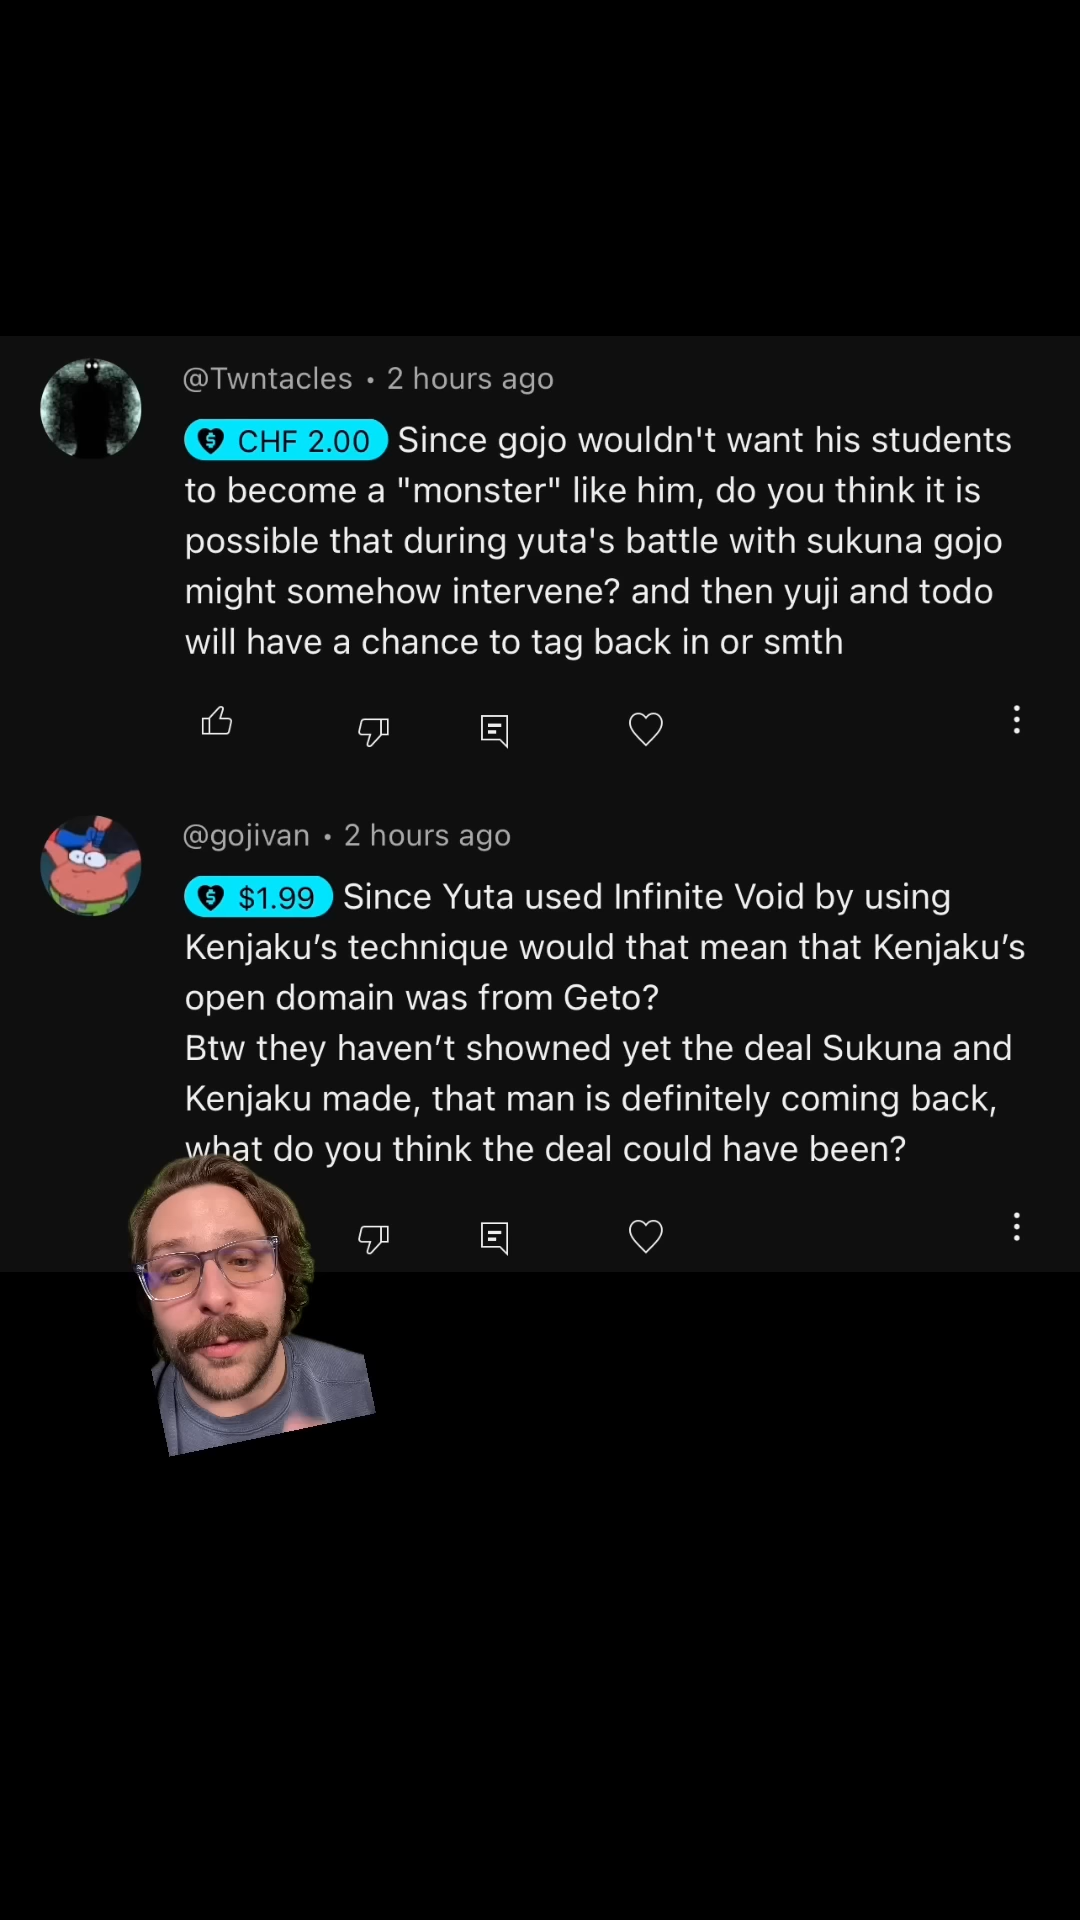 @Twntacles • 2 hours ago
CHF 2.00 Since gojo wouldn't want his students
to become a "monster" like him, do you think it is
possible that during yuta's battle with sukuna gojo
might somehow intervene? and then yuji and todo
will have a chance to tag back in or smth
@gojivan • 2 hours ago
$1.99 Since Yuta used Infinite Void by using
Kenjaku’s technique would that mean that Kenjaku’s
open domain was from Geto?
Btw they haven’t showned yet the deal Sukuna and
Kenjaku made, that man is definitely coming back,
what do you think the deal could have been?